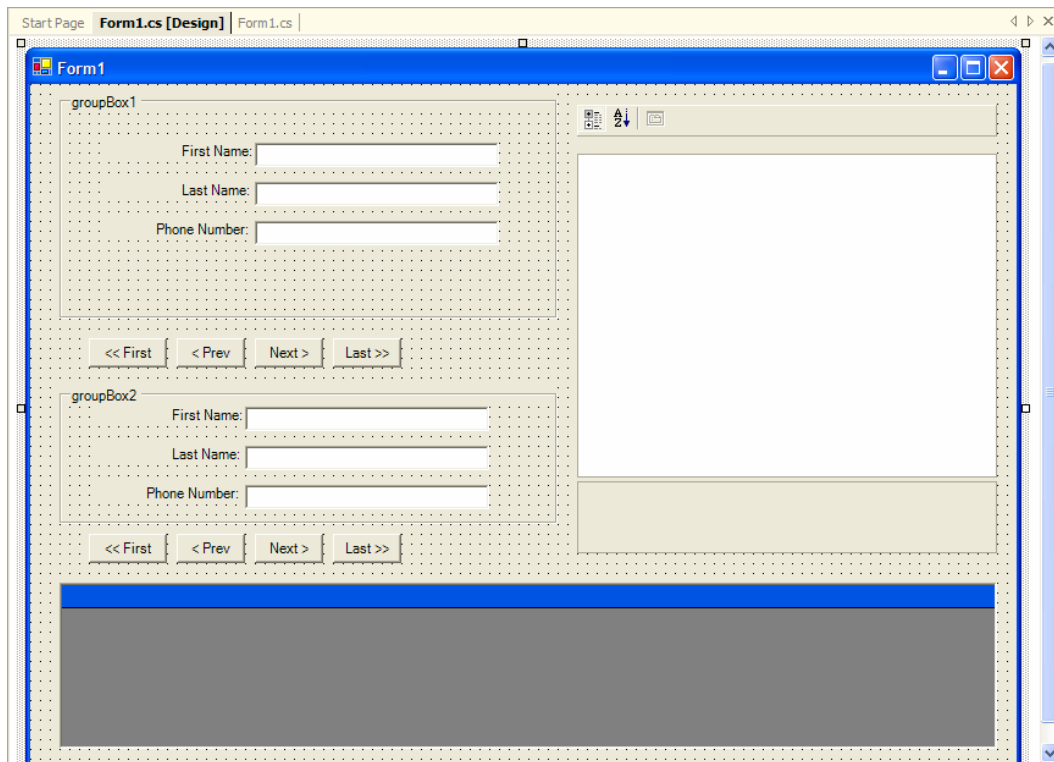 Start Page Form1.cs [Design] Form1.cs
Form1
groupBox1
First Name:
Last Name:
Phone Number:
<< First < Prev Next > Last >>
groupBox2
First Name:
Last Name:
Phone Number:
<< First < Prev Next > Last >>